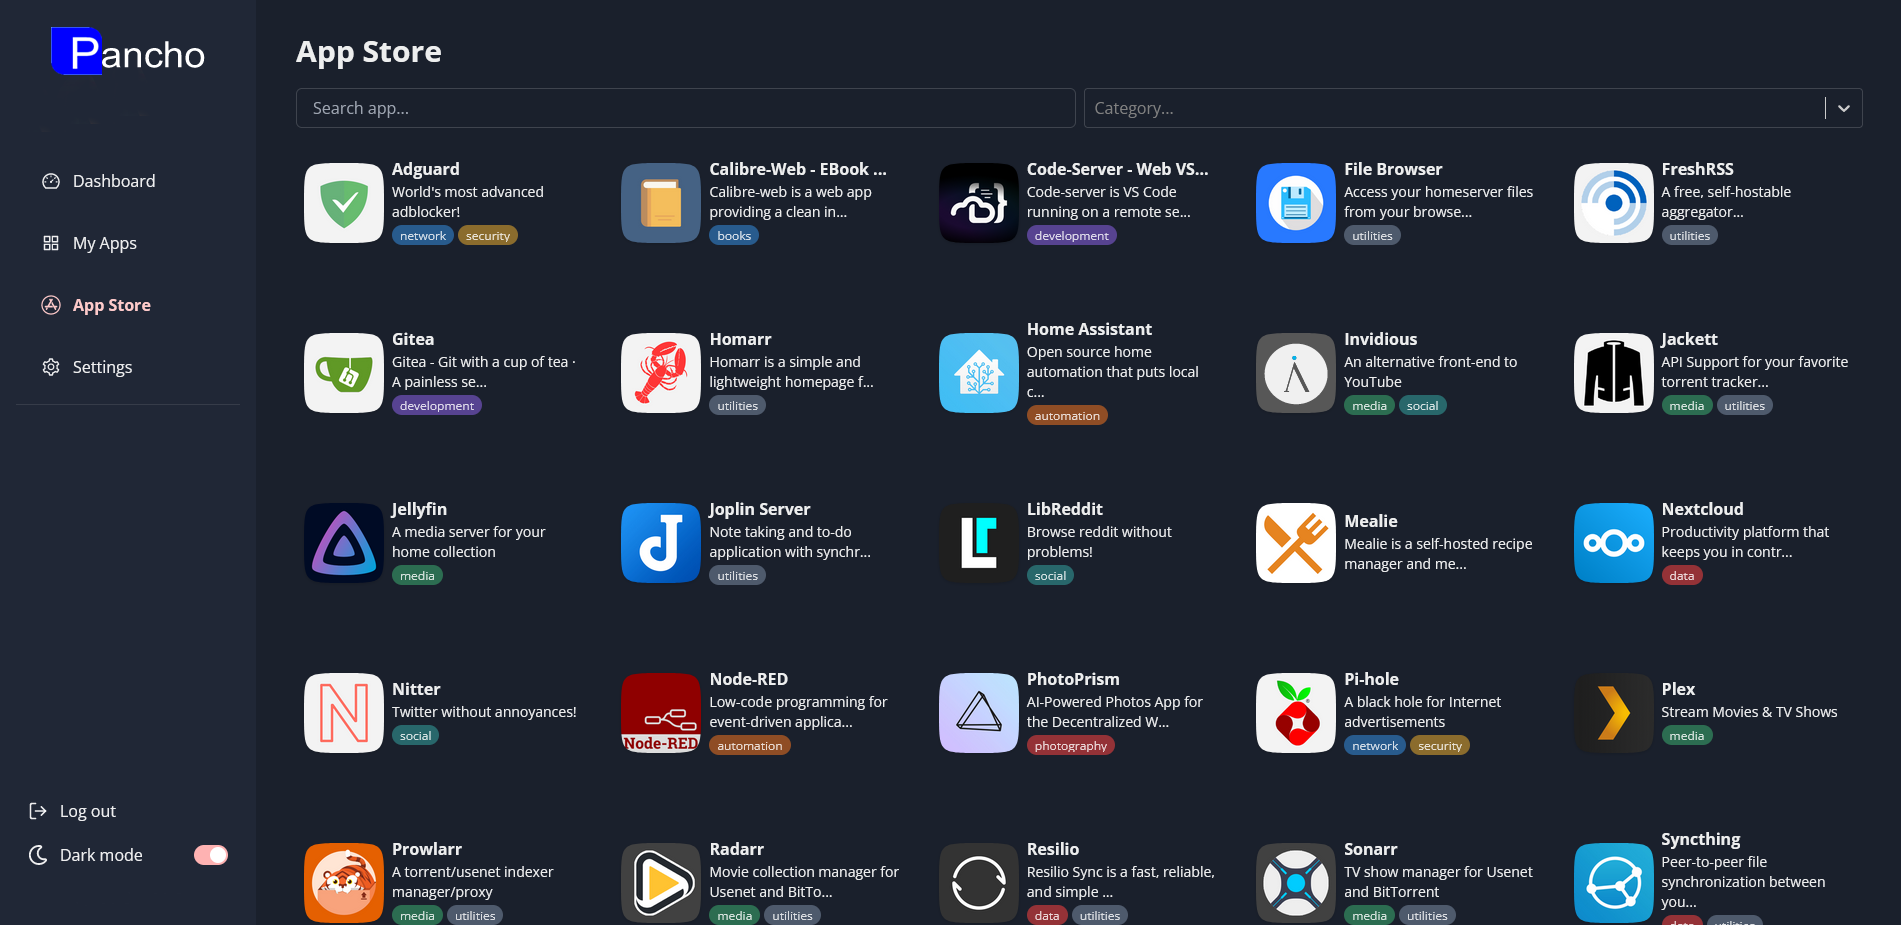 Pancho
Dashboard
My Apps
App Store
Settings
Log out
Dark mode
App Store
Search app...
Category...
Adguard
World's most advanced
adblocker!
network security
Calibre-Web - EBook ...
Calibre-web is a web app
providing a clean in...
books
Code-Server - Web VS...
Code-server is VS Code
running on a remote se...
development
File Browser
Access your homeserver files
from your browse...
utilities
FreshRSS
A free, self-hostable
aggregator...
utilities
Gitea
Gitea - Git with a cup of tea ·
A painless se...
development
Homarr
Homarr is a simple and
lightweight homepage f...
utilities
Home Assistant
Open source home
automation that puts local
c...
automation
Invidious
An alternative front-end to
YouTube
media social
Jackett
API Support for your favorite
torrent tracker...
media utilities
Jellyfin
A media server for your
home collection
media
Joplin Server
Note taking and to-do
application with synchr...
utilities
LibReddit
Browse reddit without
problems!
social
Mealie
Mealie is a self-hosted recipe
manager and me...
Nextcloud
Productivity platform that
keeps you in contr...
data
Nitter
Twitter without annoyances!
social
Node-RED
Node-RED
Low-code programming for
event-driven applica...
automation
PhotoPrism
AI-Powered Photos App for
the Decentralized W...
photography
Pi-hole
A black hole for Internet
advertisements
network security
Plex
Stream Movies & TV Shows
media
Prowlarr
A torrent/usenet indexer
manager/proxy
media utilities
Radarr
Movie collection manager for
Usenet and BitTo...
media utilities
Resilio
Resilio Sync is a fast, reliable,
and simple ...
data utilities
Sonarr
TV show manager for Usenet
and BitTorrent
media utilities
Syncthing
Peer-to-peer file
synchronization between
you...
data utilities